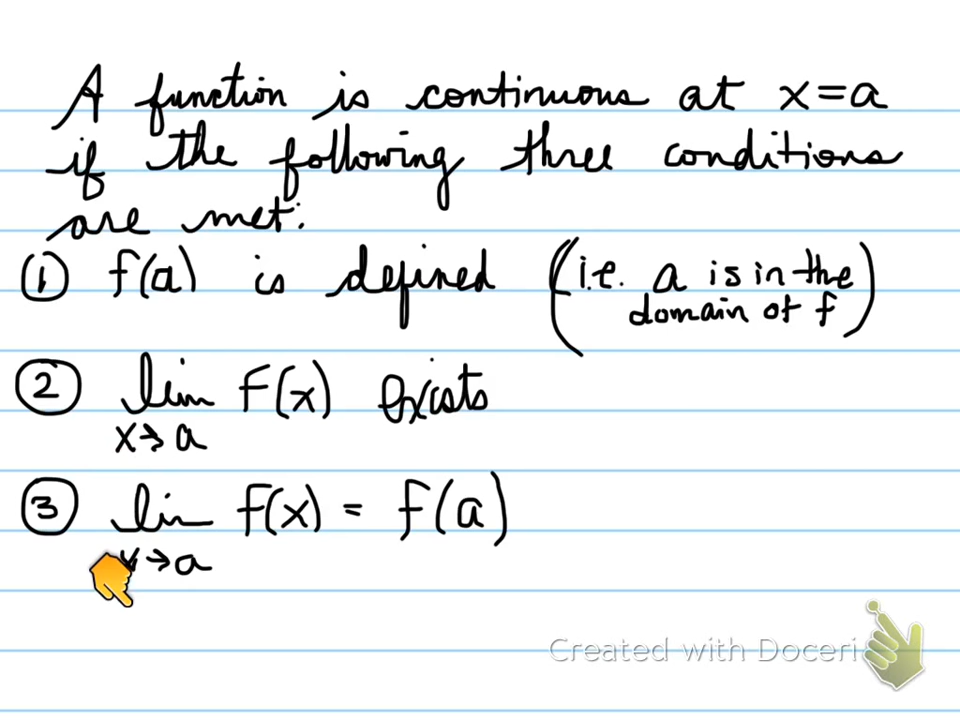 A function is continuous at x=a
if the following three conditions
are met:
① f(a) is defined (i.e. a is in the
domain of f)
② lim f(x) exists
x→a
③ lim f(x) = f(a)
x→a
Created with Doceri